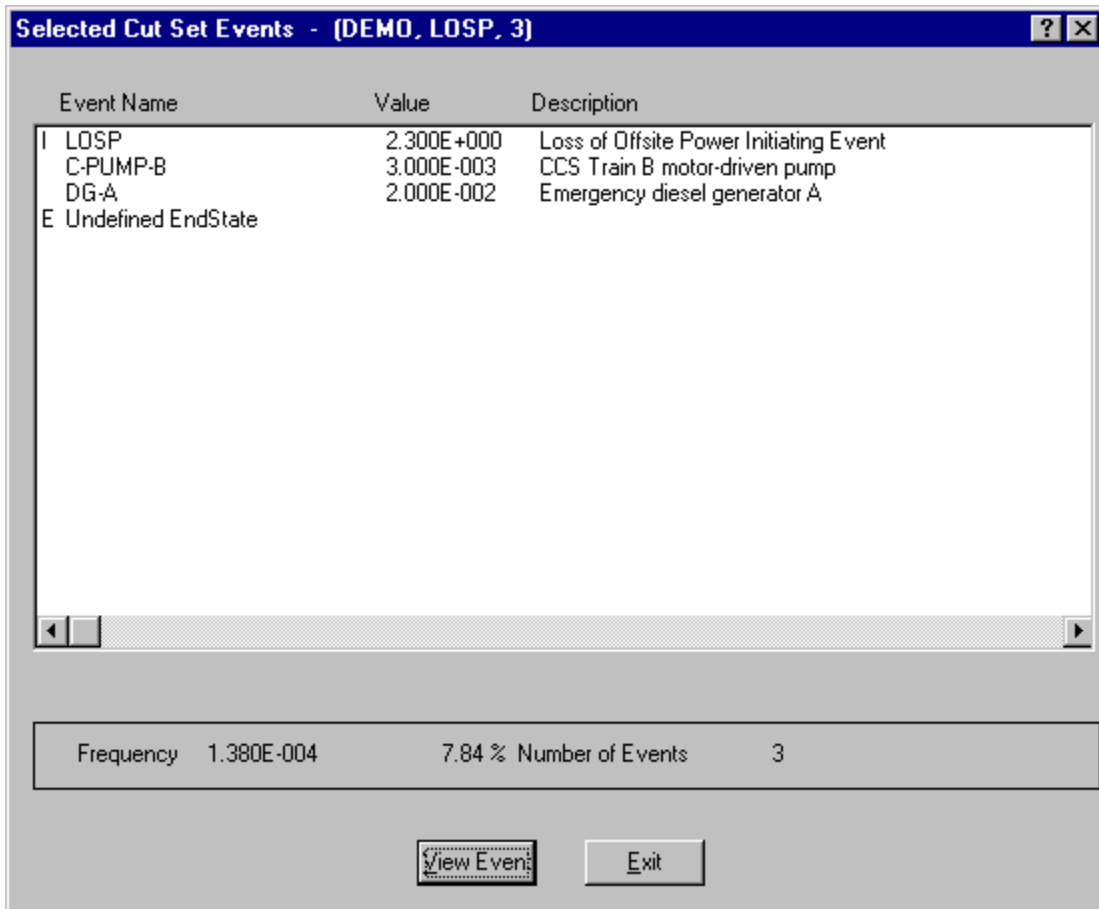 Selected Cut Set Events - (DEMO, LOSP, 3)
Event Name Value Description
I LOSP 2.300E+000 Loss of Offsite Power Initiating Event
C-PUMP-B 3.000E-003 CCS Train B motor-driven pump
DG-A 2.000E-002 Emergency diesel generator A
E Undefined EndState
Frequency 1.380E-004 7.84 % Number of Events 3
View Even
Exit